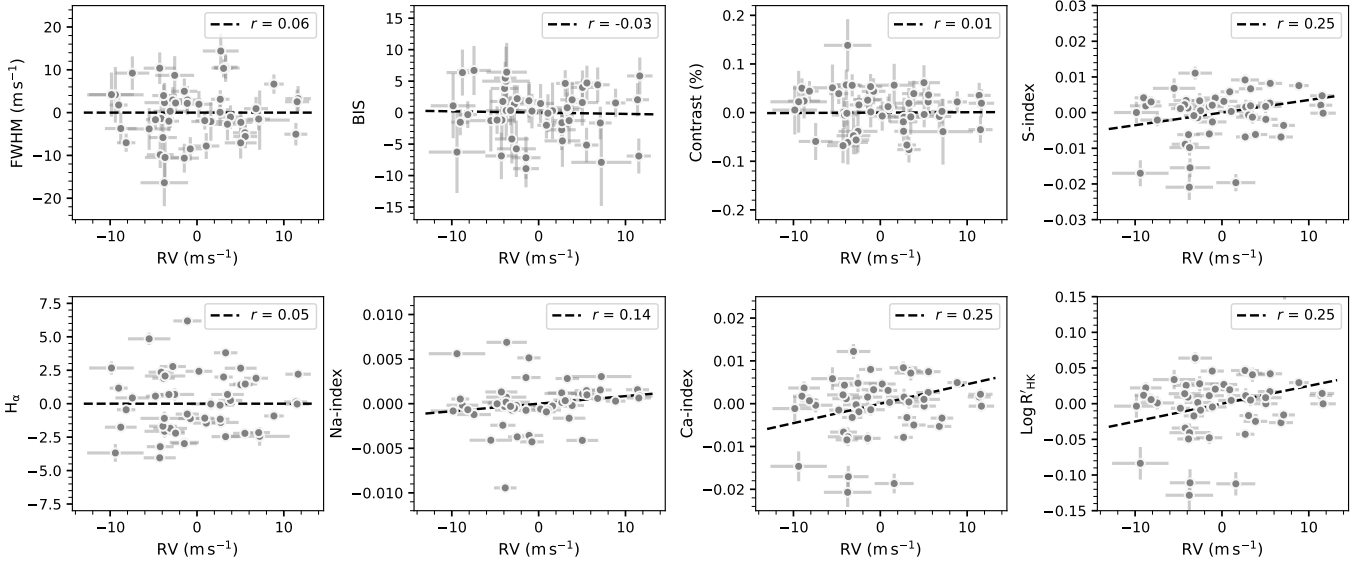 r = 0.06
20
10
0
−10
−20
FWHM (m s⁻¹)
−10 0 10
RV (m s⁻¹)
r = -0.03
15
10
5
0
−5
−10
−15
BIS
−10 0 10
RV (m s⁻¹)
r = 0.01
0.2
0.1
0.0
−0.1
−0.2
Contrast (%)
−10 0 10
RV (m s⁻¹)
r = 0.25
0.03
0.02
0.01
0.00
−0.01
−0.02
−0.03
S-index
−10 0 10
RV (m s⁻¹)
r = 0.05
7.5
5.0
2.5
0.0
−2.5
−5.0
−7.5
Hα
−10 0 10
RV (m s⁻¹)
r = 0.14
0.010
0.005
0.000
−0.005
−0.010
Na-index
−10 0 10
RV (m s⁻¹)
r = 0.25
0.02
0.01
0.00
−0.01
−0.02
Ca-index
−10 0 10
RV (m s⁻¹)
r = 0.25
0.15
0.10
0.05
0.00
−0.05
−0.10
−0.15
Log R′HK
−10 0 10
RV (m s⁻¹)